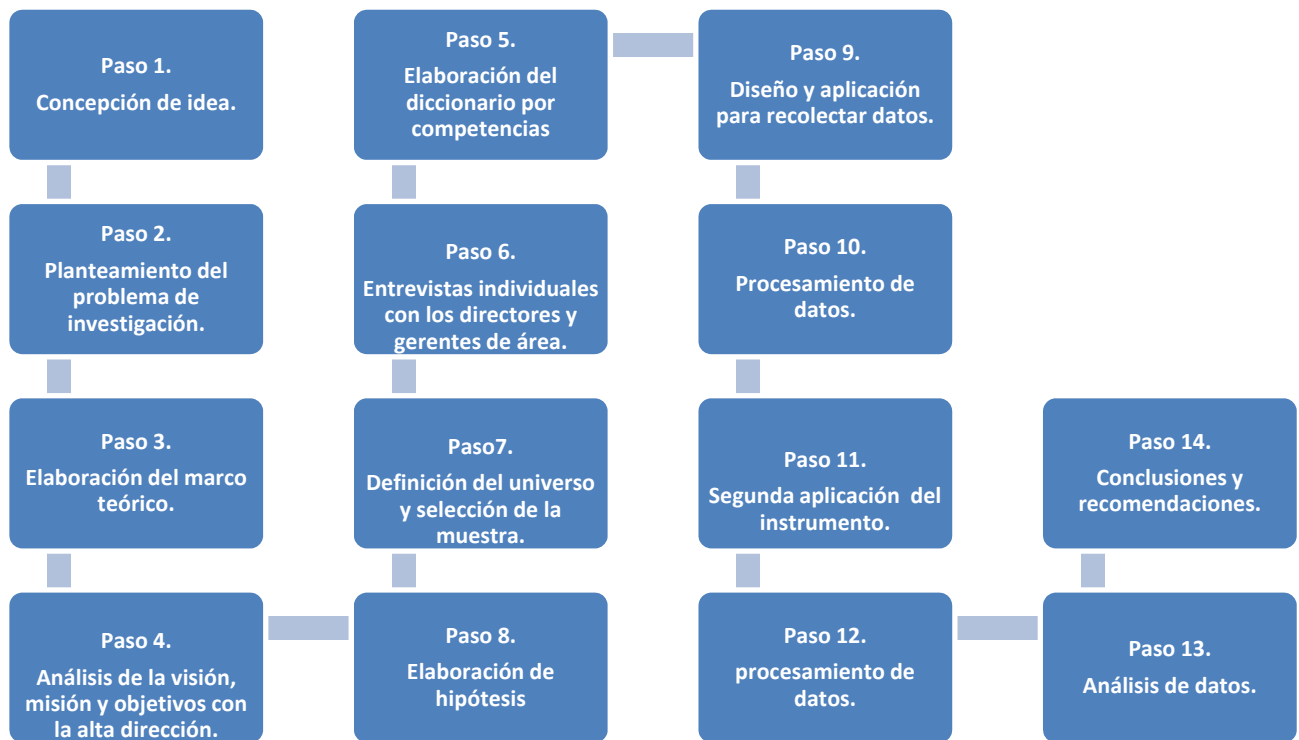 Paso 1.
Concepción de idea.
Paso 2.
Planteamiento del
problema de
investigación.
Paso 3.
Elaboración del marco
teórico.
Paso 4.
Análisis de la visión,
misión y objetivos con
la alta dirección.
Paso 5.
Elaboración del
diccionario por
competencias
Paso 6.
Entrevistas individuales
con los directores y
gerentes de área.
Paso7.
Definición del universo
y selección de la
muestra.
Paso 8.
Elaboración de
hipótesis
Paso 9.
Diseño y aplicación
para recolectar datos.
Paso 10.
Procesamiento de
datos.
Paso 11.
Segunda aplicación del
instrumento.
Paso 12.
procesamiento de
datos.
Paso 13.
Análisis de datos.
Paso 14.
Conclusiones y
recomendaciones.